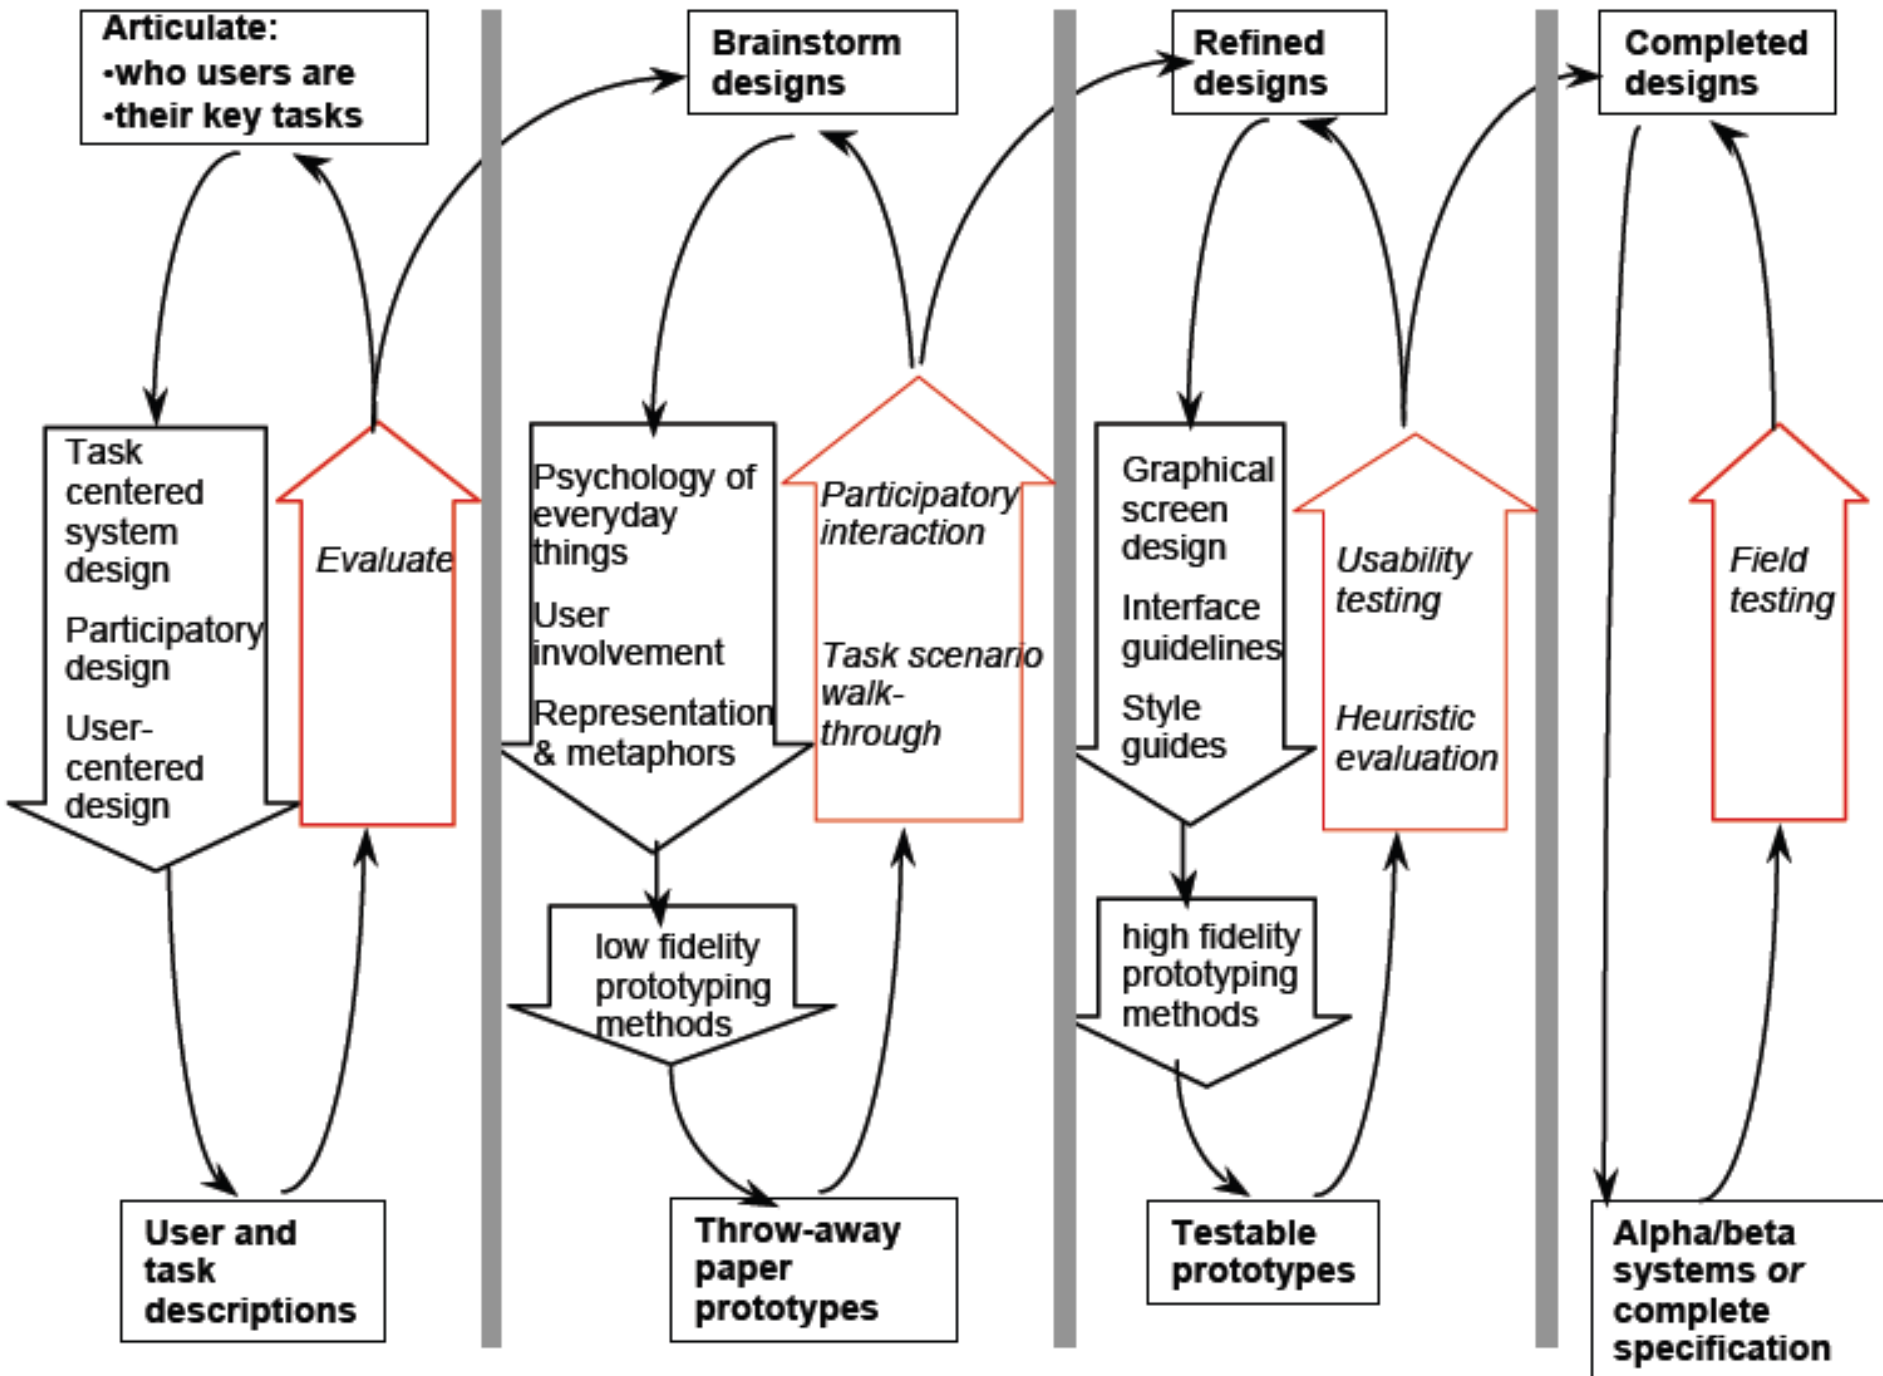 Articulate:
•who users are
•their key tasks
Task
centered
system
design
Participatory
design
User-
centered
design
Evaluate
User and
task
descriptions
Brainstorm
designs
Psychology of
everyday
things
User
involvement
Representation
& metaphors
low fidelity
prototyping
methods
Participatory
interaction
Task scenario
walk-
through
Throw-away
paper
prototypes
Refined
designs
Graphical
screen
design
Interface
guidelines
Style
guides
high fidelity
prototyping
methods
Usability
testing
Heuristic
evaluation
Testable
prototypes
Completed
designs
Field
testing
Alpha/beta
systems or
complete
specification